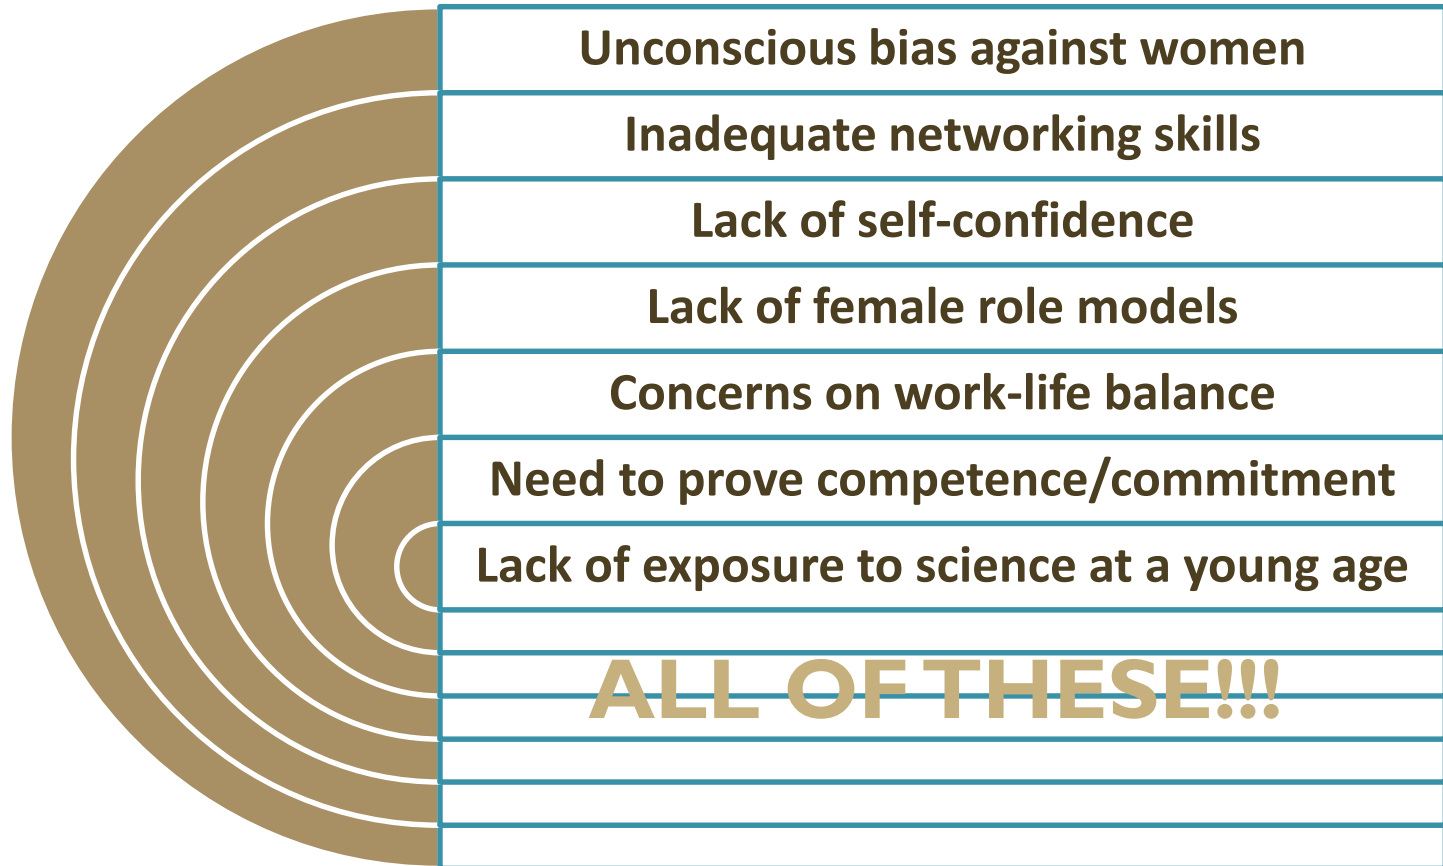 Unconscious bias against women
Inadequate networking skills
Lack of self-confidence
Lack of female role models
Concerns on work-life balance
Need to prove competence/commitment
Lack of exposure to science at a young age
ALL OF THESE!!!